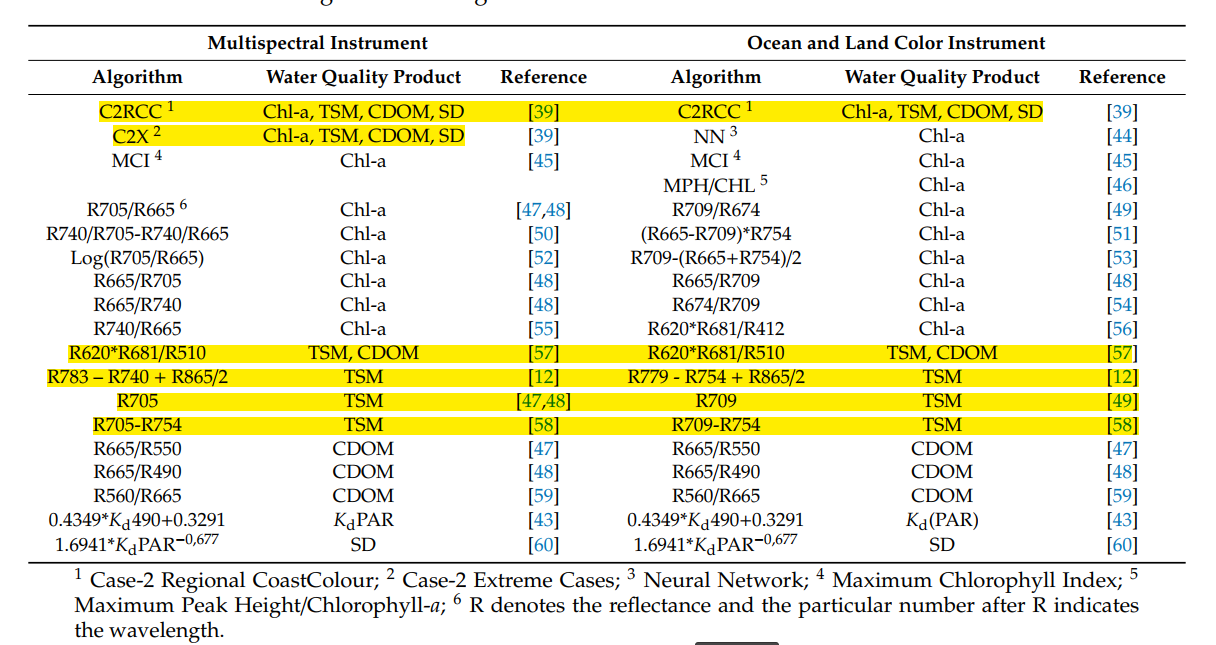 Multispectral Instrument Ocean and Land Color Instrument
Algorithm Water Quality Product Reference Algorithm Water Quality Product Reference
C2RCC 1 Chl-a, TSM, CDOM, SD [39] C2RCC 1 Chl-a, TSM, CDOM, SD [39]
C2X 2 Chl-a, TSM, CDOM, SD [39] NN 3 Chl-a [44]
MCI 4 Chl-a [45] MCI 4 Chl-a [45]
MPH/CHL 5 Chl-a [46]
R705/R665 6 Chl-a [47,48] R709/R674 Chl-a [49]
R740/R705-R740/R665 Chl-a [50] (R665-R709)*R754 Chl-a [51]
Log(R705/R665) Chl-a [52] R709-(R665+R754)/2 Chl-a [53]
R665/R705 Chl-a [48] R665/R709 Chl-a [48]
R665/R740 Chl-a [48] R674/R709 Chl-a [54]
R740/R665 Chl-a [55] R620*R681/R412 Chl-a [56]
R620*R681/R510 TSM, CDOM [57] R620*R681/R510 TSM, CDOM [57]
R783 – R740 + R865/2 TSM [12] R779 - R754 + R865/2 TSM [12]
R705 TSM [47,48] R709 TSM [49]
R705-R754 TSM [58] R709-R754 TSM [58]
R665/R550 CDOM [47] R665/R550 CDOM [47]
R665/R490 CDOM [48] R665/R490 CDOM [48]
R560/R665 CDOM [59] R560/R665 CDOM [59]
0.4349*Kd490+0.3291 KdPAR [43] 0.4349*Kd490+0.3291 Kd(PAR) [43]
1.6941*KdPAR−0,677 SD [60] 1.6941*KdPAR−0,677 SD [60]
1 Case-2 Regional CoastColour; 2 Case-2 Extreme Cases; 3 Neural Network; 4 Maximum Chlorophyll Index; 5
Maximum Peak Height/Chlorophyll-a; 6 R denotes the reflectance and the particular number after R indicates
the wavelength.